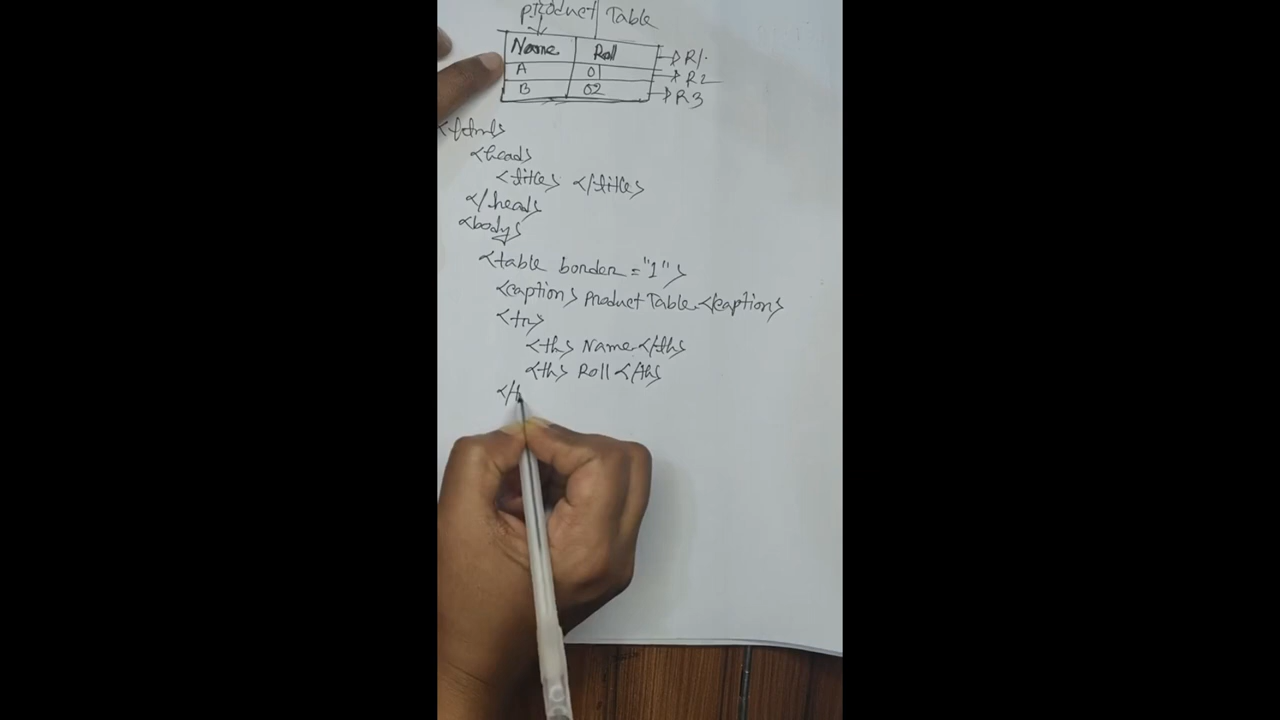 Product Table
Name Roll R1.
A 01 R2
B 02 R3
<html>
<head>
<title> </title>
</head>
<body>
<table border="1">
<caption> Product Table </caption>
<tr>
<th> Name </th>
<th> Roll </th>
</t